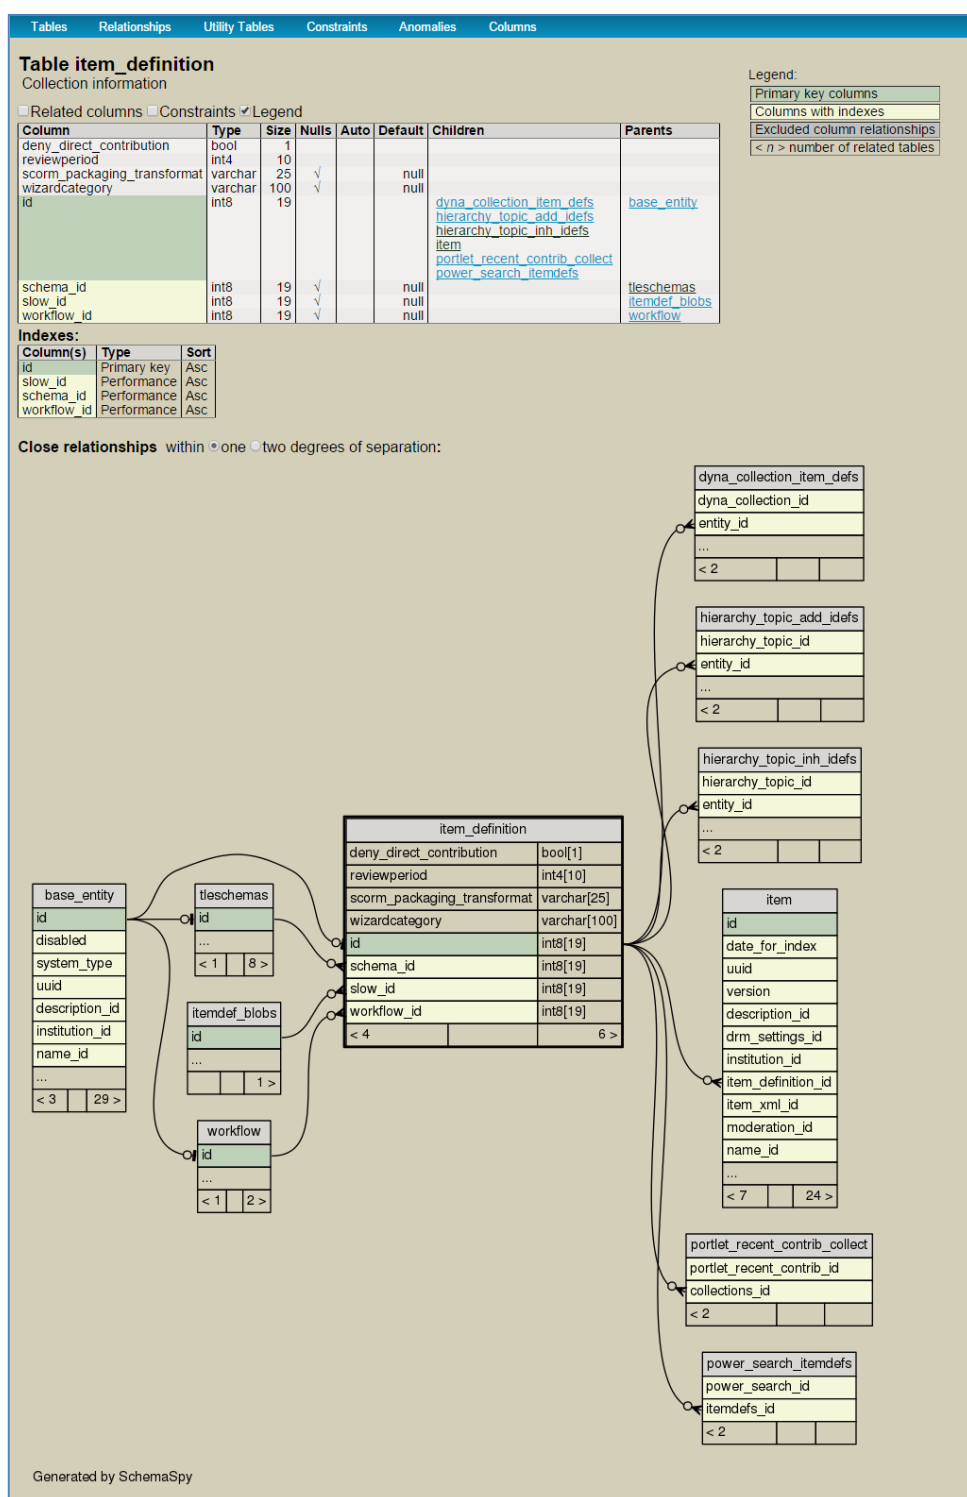 Tables Relationships Utility Tables Constraints Anomalies Columns
Table item_definition
Collection information
Legend:
Primary key columns
Columns with indexes
Excluded column relationships
< n > number of related tables
Related columns Constraints Legend
Column Type Size Nulls Auto Default Children Parents
deny_direct_contribution bool 1
reviewperiod int4 10
scorm_packaging_transformat varchar 25 √ null
wizardcategory varchar 100 √ null
id int8 19 dyna_collection_item_defs base_entity
hierarchy_topic_add_idefs
hierarchy_topic_inh_idefs
item
portlet_recent_contrib_collect
power_search_itemdefs
schema_id int8 19 √ null tleschemas
slow_id int8 19 √ null itemdef_blobs
workflow_id int8 19 √ null workflow
Indexes:
Column(s) Type Sort
id Primary key Asc
slow_id Performance Asc
schema_id Performance Asc
workflow_id Performance Asc
Close relationships within one two degrees of separation:
dyna_collection_item_defs
dyna_collection_id
entity_id
...
< 2
hierarchy_topic_add_idefs
hierarchy_topic_id
entity_id
...
< 2
hierarchy_topic_inh_idefs
hierarchy_topic_id
entity_id
...
< 2
item_definition
deny_direct_contribution bool[1]
reviewperiod int4[10]
scorm_packaging_transformat varchar[25]
wizardcategory varchar[100]
id int8[19]
schema_id int8[19]
slow_id int8[19]
workflow_id int8[19]
< 4 6 >
base_entity
id
disabled
system_type
uuid
description_id
institution_id
name_id
...
< 3 29 >
tleschemas
id
...
< 1 8 >
itemdef_blobs
id
...
1 >
workflow
id
...
< 1 2 >
item
id
date_for_index
uuid
version
description_id
drm_settings_id
institution_id
item_definition_id
item_xml_id
moderation_id
name_id
...
< 7 24 >
portlet_recent_contrib_collect
portlet_recent_contrib_id
collections_id
< 2
power_search_itemdefs
power_search_id
itemdefs_id
< 2
Generated by SchemaSpy